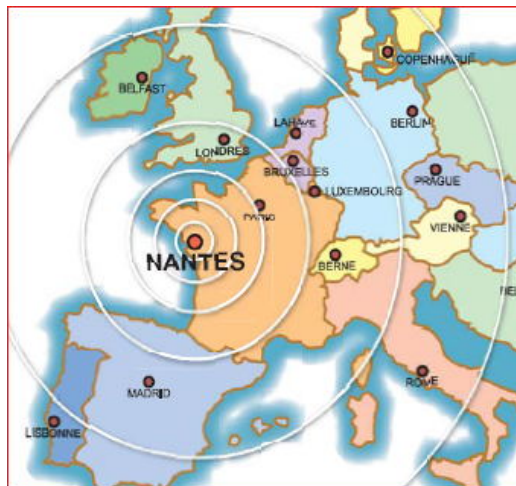 COPENHAGUE
BELFAST
LAHAYE
BERLIN
LONDRES
BRUXELLES
PRAGUE
LUXEMBOURG
PARIS
VIENNE
NANTES
BERNE
ROME
MADRID
LISBONNE